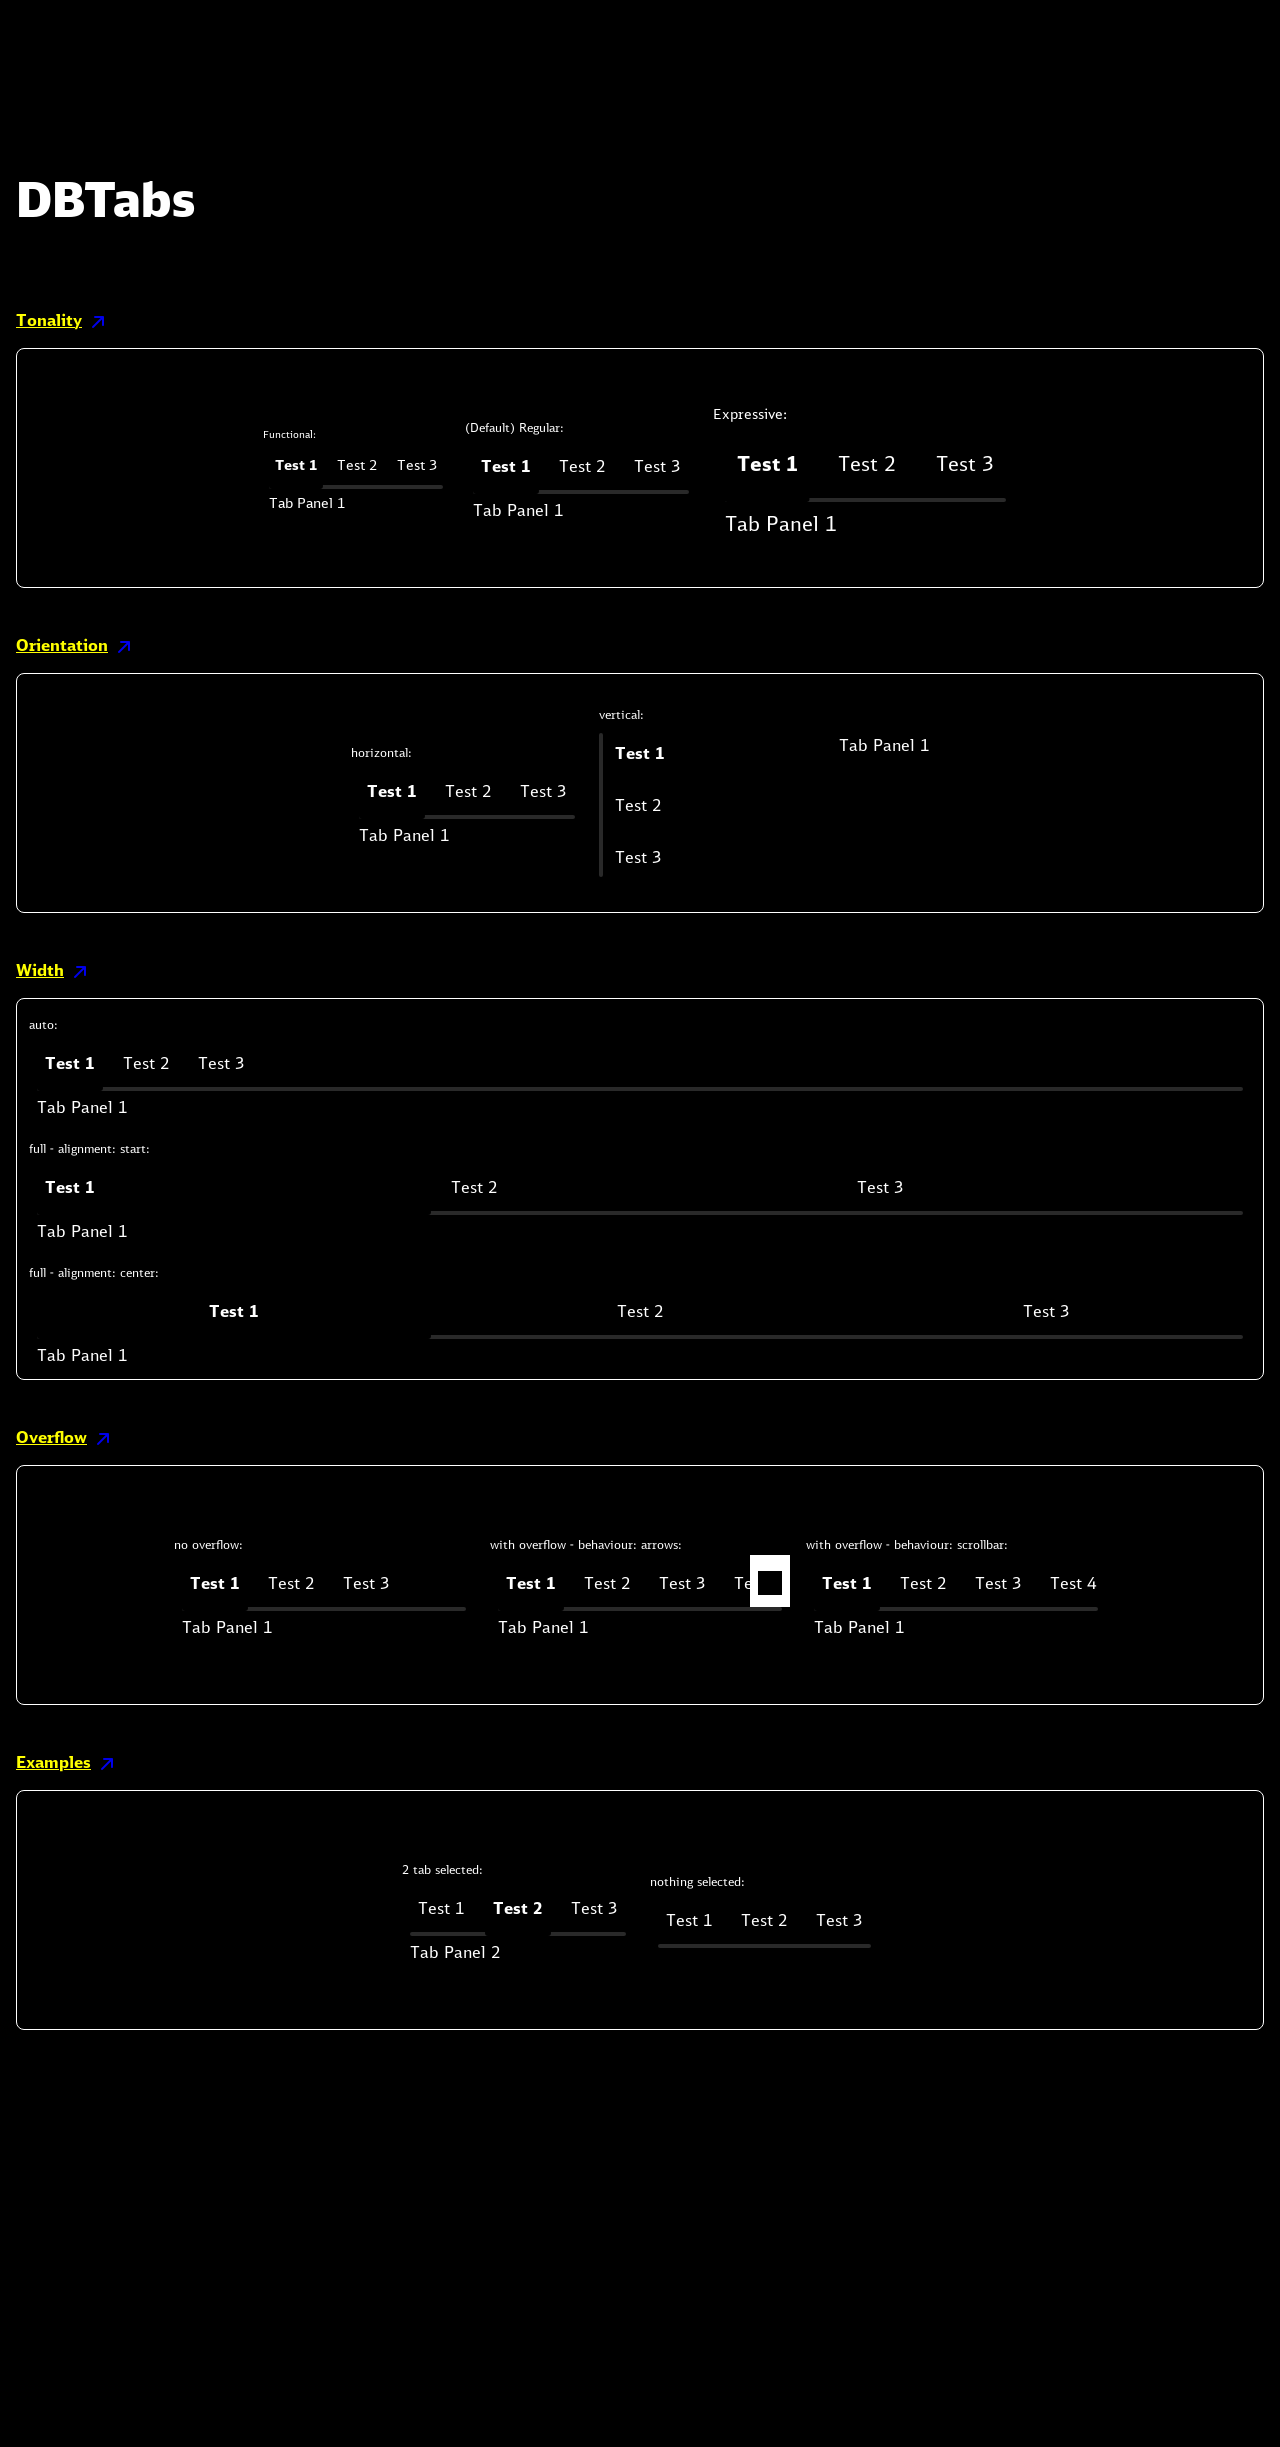 DBTabs
Tonality
Functional:
Test 1 Test 2 Test 3
Tab Panel 1
(Default) Regular:
Test 1 Test 2 Test 3
Tab Panel 1
Expressive:
Test 1 Test 2 Test 3
Tab Panel 1
Orientation
horizontal:
Test 1 Test 2 Test 3
Tab Panel 1
vertical:
Test 1
Test 2
Test 3
Tab Panel 1
Width
auto:
Test 1 Test 2 Test 3
Tab Panel 1
full - alignment: start:
Test 1 Test 2 Test 3
Tab Panel 1
full - alignment: center:
Test 1 Test 2 Test 3
Tab Panel 1
Overflow
no overflow:
Test 1 Test 2 Test 3
Tab Panel 1
with overflow - behaviour: arrows:
Test 1 Test 2 Test 3
Tab Panel 1
with overflow - behaviour: scrollbar:
Test 1 Test 2 Test 3 Test 4
Tab Panel 1
Examples
2 tab selected:
Test 1 Test 2 Test 3
Tab Panel 2
nothing selected:
Test 1 Test 2 Test 3